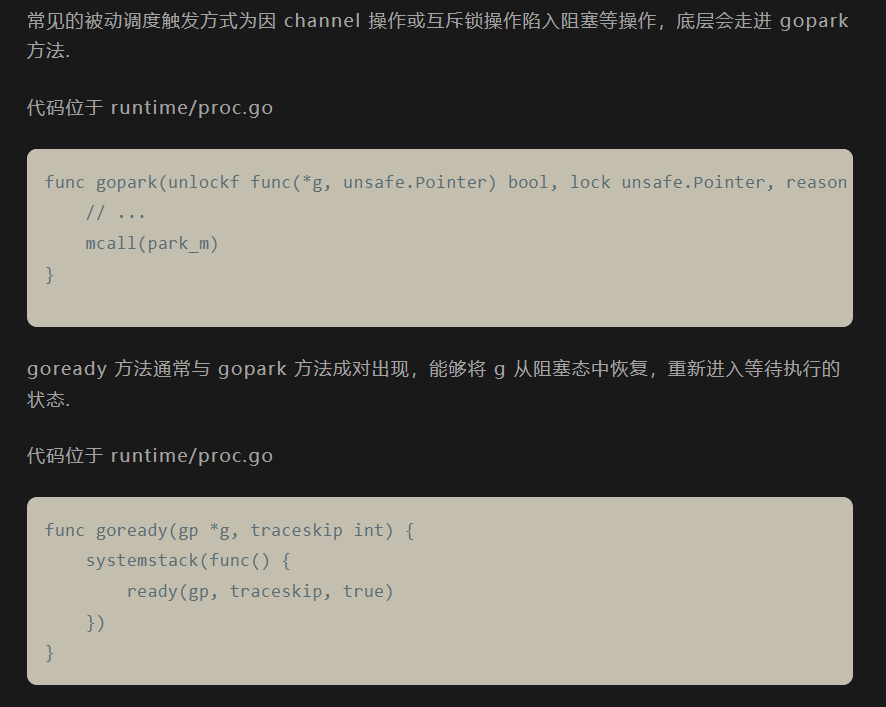 常见的被动调度触发方式为因 channel 操作或互斥锁操作陷入阻塞等操作，底层会走进 gopark
方法.
代码位于 runtime/proc.go
func gopark(unlockf func(*g, unsafe.Pointer) bool, lock unsafe.Pointer, reason
    // ...
    mcall(park_m)
}
goready 方法通常与 gopark 方法成对出现，能够将 g 从阻塞态中恢复，重新进入等待执行的
状态.
代码位于 runtime/proc.go
func goready(gp *g, traceskip int) {
    systemstack(func() {
        ready(gp, traceskip, true)
    })
}